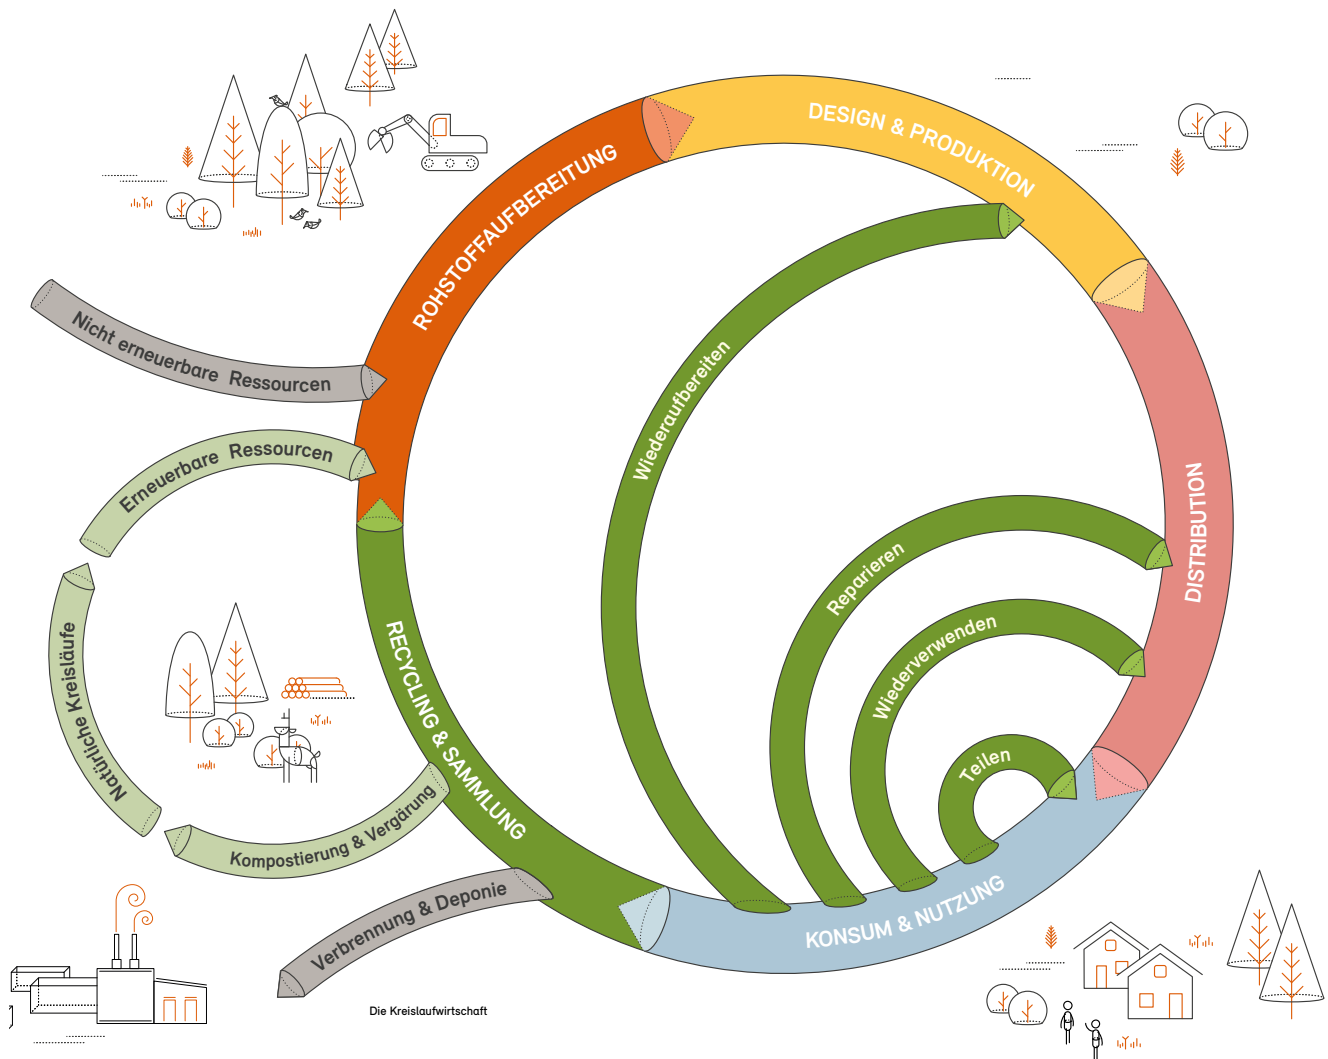 DESIGN & PRODUKTION
ROHSTOFFAUFBEREITUNG
Nicht erneuerbare Ressourcen
Wiederaufbereiten
Erneuerbare Ressourcen
DISTRIBUTION
Reparieren
Wiederverwenden
Natürliche Kreisläufe
RECYCLING & SAMMLUNG
Teilen
Kompostierung & Vergärung
Verbrennung & Deponie
KONSUM & NUTZUNG
Die Kreislaufwirtschaft